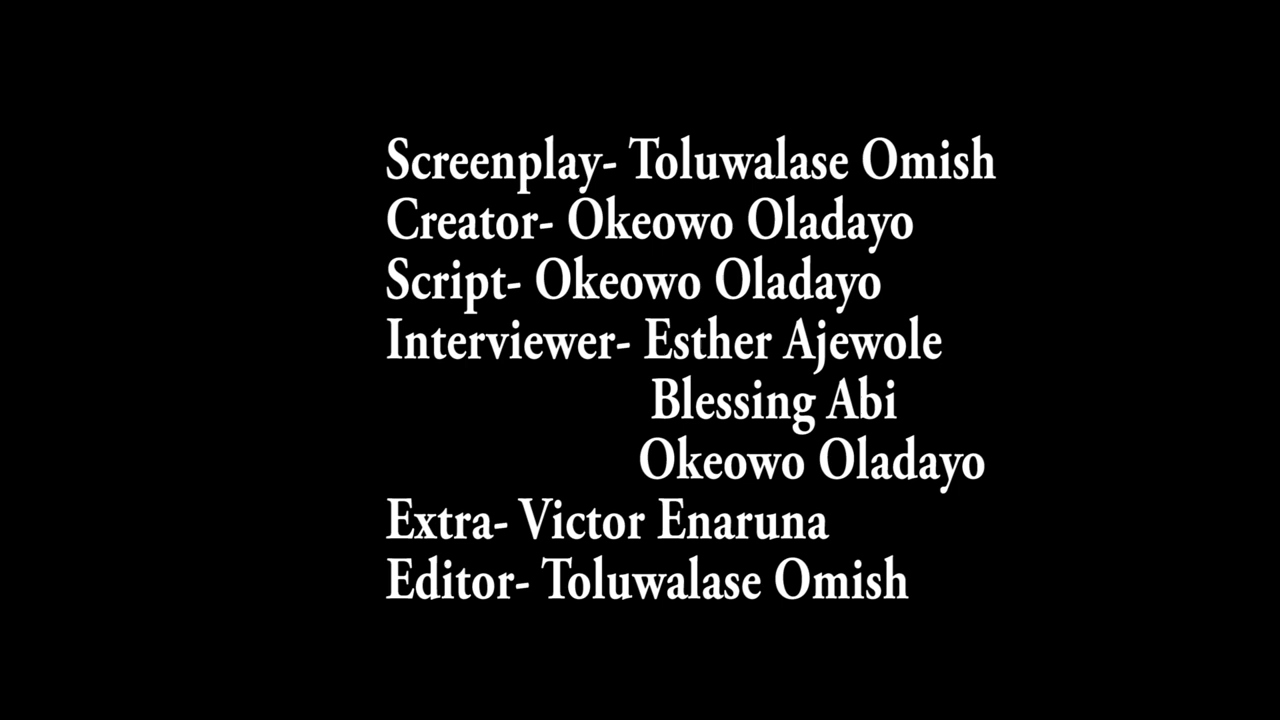 Screenplay- Toluwalase Omish
Creator- Okeowo Oladayo
Script- Okeowo Oladayo
Interviewer- Esther Ajewole
Blessing Abi
Okeowo Oladayo
Extra- Victor Enaruna
Editor- Toluwalase Omish